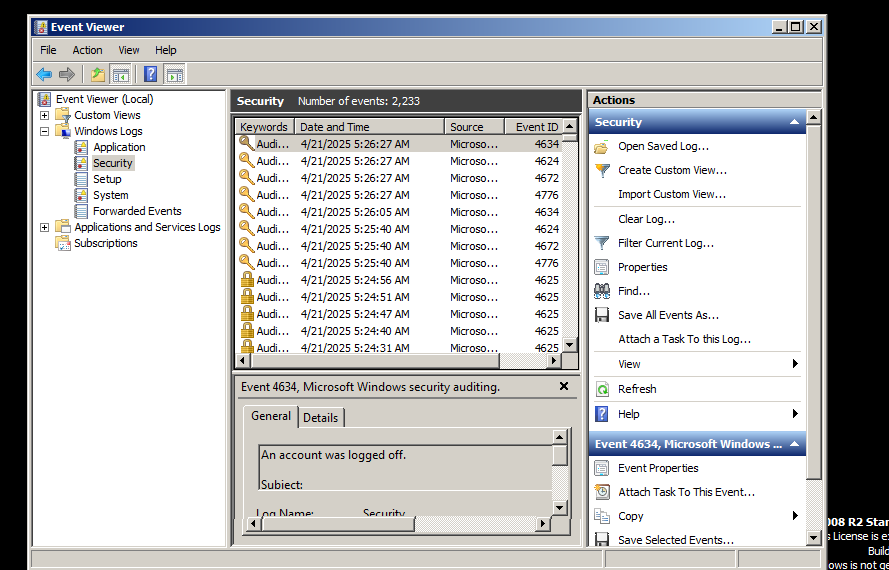 Event Viewer
File Action View Help
Event Viewer (Local)
Custom Views
Windows Logs
Application
Security
Setup
System
Forwarded Events
Applications and Services Logs
Subscriptions
Security Number of events: 2,233
Keywords Date and Time Source Event ID
Audi... 4/21/2025 5:26:27 AM Microso... 4634
Audi... 4/21/2025 5:26:27 AM Microso... 4624
Audi... 4/21/2025 5:26:27 AM Microso... 4672
Audi... 4/21/2025 5:26:27 AM Microso... 4776
Audi... 4/21/2025 5:26:05 AM Microso... 4634
Audi... 4/21/2025 5:25:40 AM Microso... 4624
Audi... 4/21/2025 5:25:40 AM Microso... 4672
Audi... 4/21/2025 5:25:40 AM Microso... 4776
Audi... 4/21/2025 5:24:56 AM Microso... 4625
Audi... 4/21/2025 5:24:51 AM Microso... 4625
Audi... 4/21/2025 5:24:47 AM Microso... 4625
Audi... 4/21/2025 5:24:40 AM Microso... 4625
Audi... 4/21/2025 5:24:31 AM Microso... 4625
Event 4634, Microsoft Windows security auditing.
General Details
An account was logged off.
Subject:
Log Name: Security
Actions
Security
Open Saved Log...
Create Custom View...
Import Custom View...
Clear Log...
Filter Current Log...
Properties
Find...
Save All Events As...
Attach a Task To this Log...
View
Refresh
Help
Event 4634, Microsoft Windows ...
Event Properties
Attach Task To This Event...
Copy
Save Selected Events...
008 R2 Star
s License is e
Build
ows is not ge